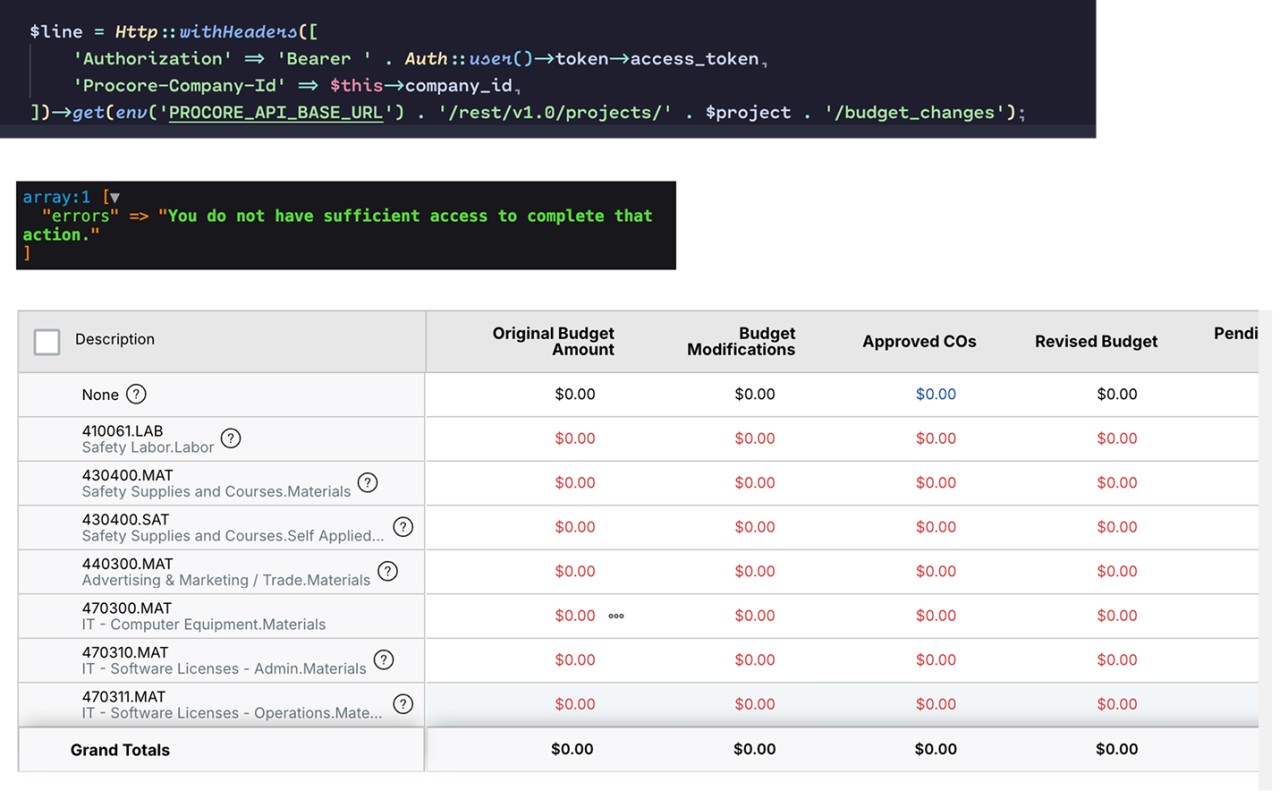 $line = Http::withHeaders([
'Authorization' => 'Bearer ' . Auth::user()->token->access_token,
'Procore-Company-Id' => $this->company_id,
])->get(env('PROCORE_API_BASE_URL') . '/rest/v1.0/projects/' . $project . '/budget_changes');
array:1 [▼
"errors" => "You do not have sufficient access to complete that
action."
]
Description Original Budget Amount Budget Modifications Approved COs Revised Budget Pendi
None ? $0.00 $0.00 $0.00 $0.00
410061.LAB
Safety Labor.Labor ? $0.00 $0.00 $0.00 $0.00
430400.MAT
Safety Supplies and Courses.Materials ? $0.00 $0.00 $0.00 $0.00
430400.SAT
Safety Supplies and Courses.Self Applied... ? $0.00 $0.00 $0.00 $0.00
440300.MAT
Advertising & Marketing / Trade.Materials ? $0.00 $0.00 $0.00 $0.00
470300.MAT
IT - Computer Equipment.Materials $0.00 $0.00 $0.00 $0.00
470310.MAT
IT - Software Licenses - Admin.Materials ? $0.00 $0.00 $0.00 $0.00
470311.MAT
IT - Software Licenses - Operations.Mate... ? $0.00 $0.00 $0.00 $0.00
Grand Totals $0.00 $0.00 $0.00 $0.00